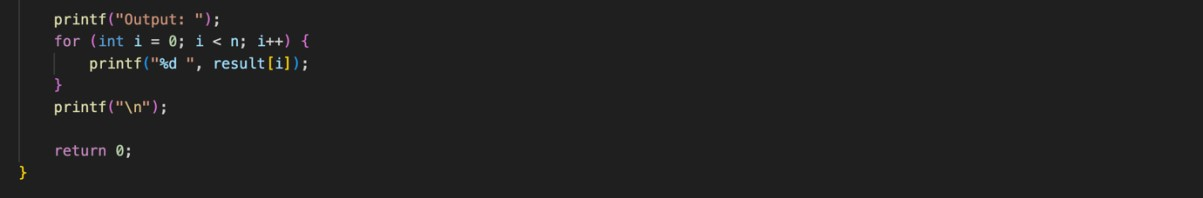 printf("Output: ");
for (int i = 0; i < n; i++) {
printf("%d ", result[i]);
}
printf("\n");
return 0;
}